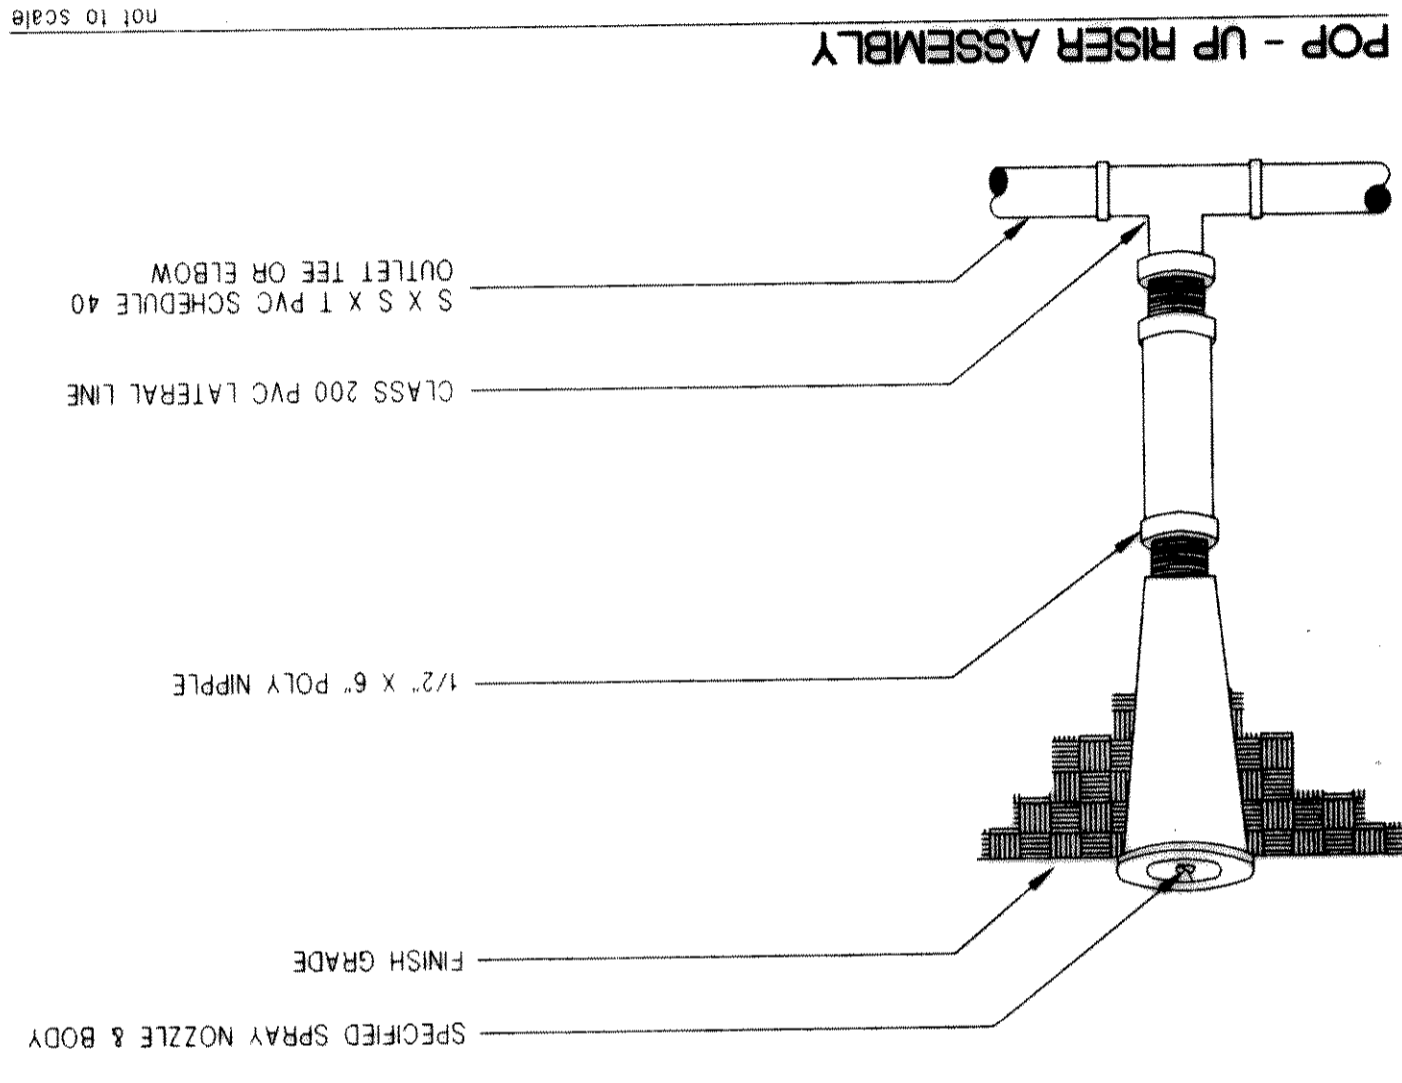 SPECIFIED SPRAY NOZZLE & BODY
FINISH GRADE
1/2" X 6" POLY NIPPLE
CLASS 200 PVC LATERAL LINE
S X S X T PVC SCHEDULE 40
OUTLET TEE OR ELBOW
POP - UP RISER ASSEMBLY
not to scale